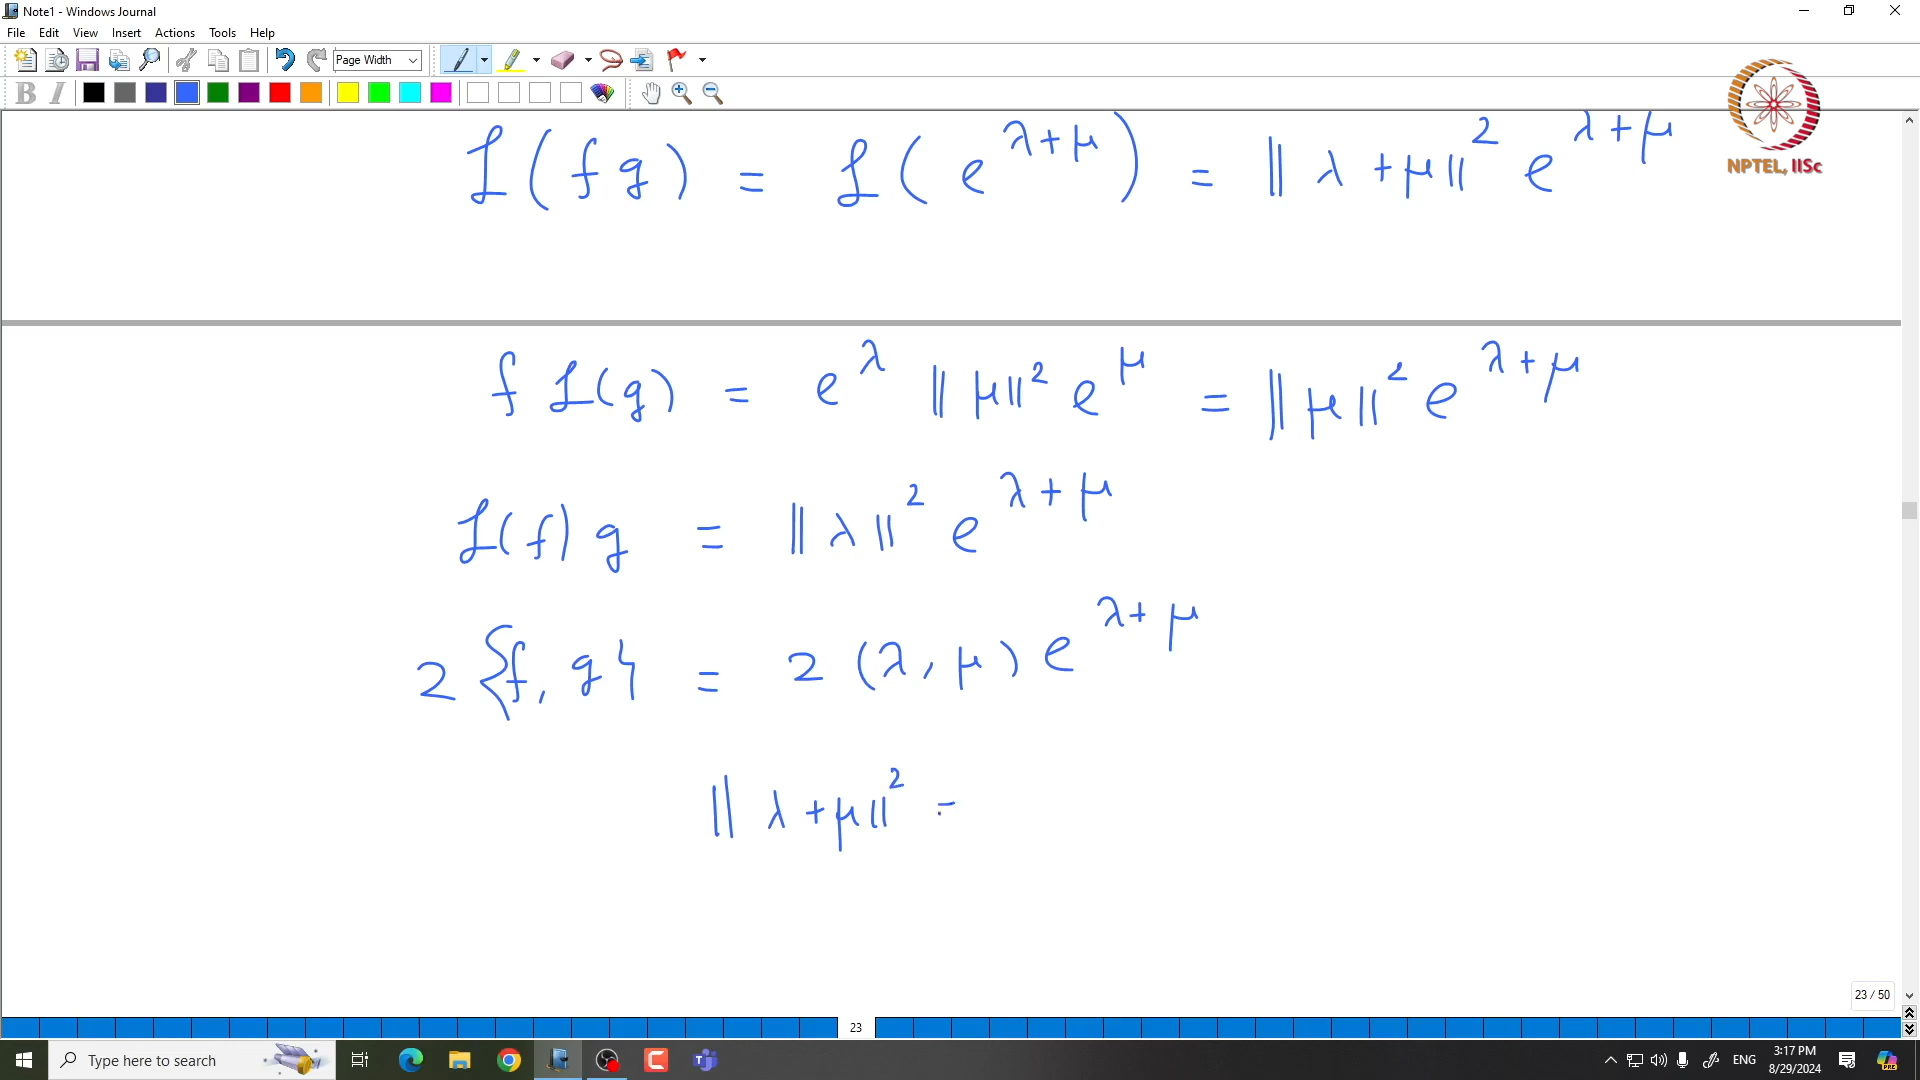 Note1 - Windows Journal
File Edit View Insert Actions Tools Help
Page Width
B I
NPTEL, IISc
ℒ(fg) = ℒ(e^{λ+μ}) = ||λ+μ||² e^{λ+μ}
f ℒ(g) = e^λ ||μ||² e^μ = ||μ||² e^{λ+μ}
ℒ(f) g = ||λ||² e^{λ+μ}
2 {f, g} = 2 (λ, μ) e^{λ+μ}
||λ+μ||² =
23 / 50
23
Type here to search
ENG
3:17 PM
8/29/2024